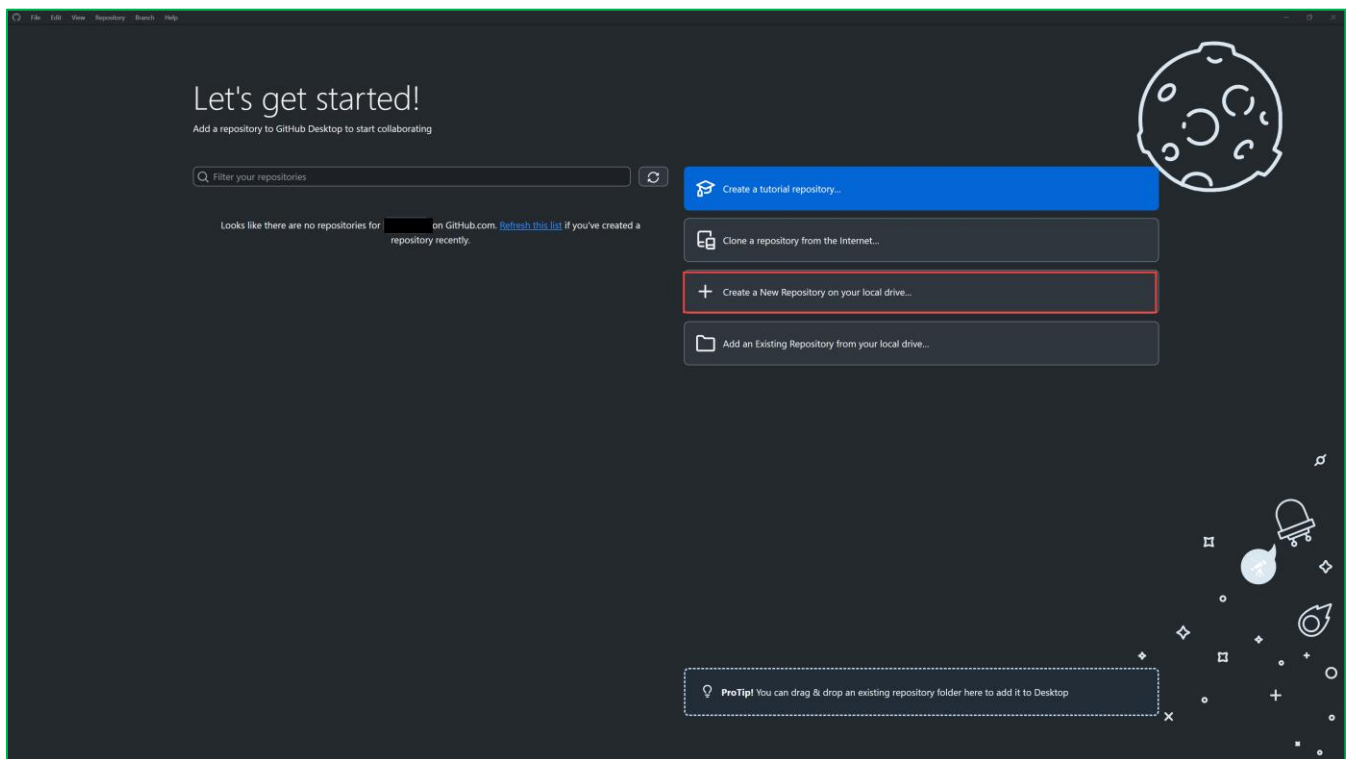 File Edit View Repository Branch Help
Let's get started!
Add a repository to GitHub Desktop to start collaborating
Filter your repositories
Looks like there are no repositories for on GitHub.com. Refresh this list if you've created a
repository recently.
Create a tutorial repository...
Clone a repository from the Internet...
Create a New Repository on your local drive...
Add an Existing Repository from your local drive...
ProTip! You can drag & drop an existing repository folder here to add it to Desktop